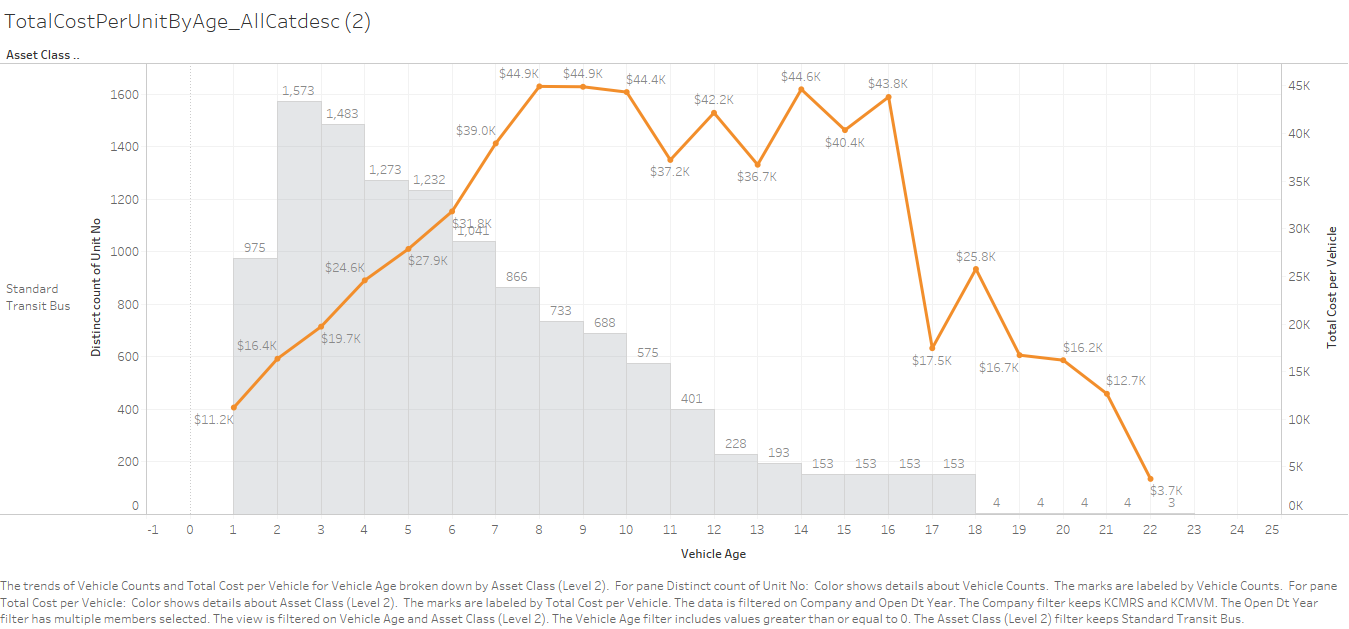 TotalCostPerUnitByAge_AllCatdesc (2)
Asset Class ..
Standard
Transit Bus
Distinct count of Unit No
1600
1400
1200
1000
800
600
400
200
0
975
1,573
1,483
1,273
1,232
1,041
866
733
688
575
401
228
193
153
153
153
153
4
4
4
4
3
$11.2K
$16.4K
$19.7K
$24.6K
$27.9K
$31.8K
$39.0K
$44.9K
$44.9K
$44.4K
$37.2K
$42.2K
$36.7K
$44.6K
$40.4K
$43.8K
$17.5K
$25.8K
$16.7K
$16.2K
$12.7K
$3.7K
45K
40K
35K
30K
25K
20K
15K
10K
5K
0K
Total Cost per Vehicle
-1 0 1 2 3 4 5 6 7 8 9 10 11 12 13 14 15 16 17 18 19 20 21 22 23 24 25
Vehicle Age
The trends of Vehicle Counts and Total Cost per Vehicle for Vehicle Age broken down by Asset Class (Level 2). For pane Distinct count of Unit No: Color shows details about Vehicle Counts. The marks are labeled by Vehicle Counts. For pane
Total Cost per Vehicle: Color shows details about Asset Class (Level 2). The marks are labeled by Total Cost per Vehicle. The data is filtered on Company and Open Dt Year. The Company filter keeps KCMRS and KCMVM. The Open Dt Year
filter has multiple members selected. The view is filtered on Vehicle Age and Asset Class (Level 2). The Vehicle Age filter includes values greater than or equal to 0. The Asset Class (Level 2) filter keeps Standard Transit Bus.